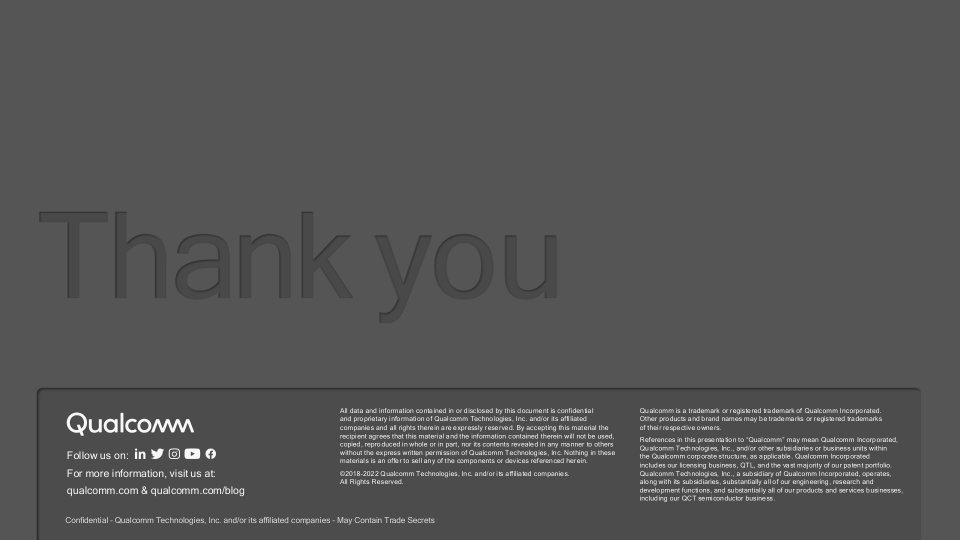 Thank you
Qualcomm
Follow us on:
For more information, visit us at:
qualcomm.com & qualcomm.com/blog
All data and information contained in or disclosed by this document is confidential
and proprietary information of Qualcomm Technologies, Inc. and/or its affiliated
companies and all rights therein are expressly reserved. By accepting this material the
recipient agrees that this material and the information contained therein will not be used,
copied, reproduced in whole or in part, nor its contents revealed in any manner to others
without the express written permission of Qualcomm Technologies, Inc. Nothing in these
materials is an offer to sell any of the components or devices referenced herein.
©2018-2022 Qualcomm Technologies, Inc. and/or its affiliated companies.
All Rights Reserved.
Qualcomm is a trademark or registered trademark of Qualcomm Incorporated.
Other products and brand names may be trademarks or registered trademarks
of their respective owners.
References in this presentation to “Qualcomm” may mean Qualcomm Incorporated,
Qualcomm Technologies, Inc., and/or other subsidiaries or business units within
the Qualcomm corporate structure, as applicable. Qualcomm Incorporated
includes our licensing business, QTL, and the vast majority of our patent portfolio.
Qualcomm Technologies, Inc., a subsidiary of Qualcomm Incorporated, operates,
along with its subsidiaries, substantially all of our engineering, research and
development functions, and substantially all of our products and services businesses,
including our QCT semiconductor business.
Confidential - Qualcomm Technologies, Inc. and/or its affiliated companies - May Contain Trade Secrets